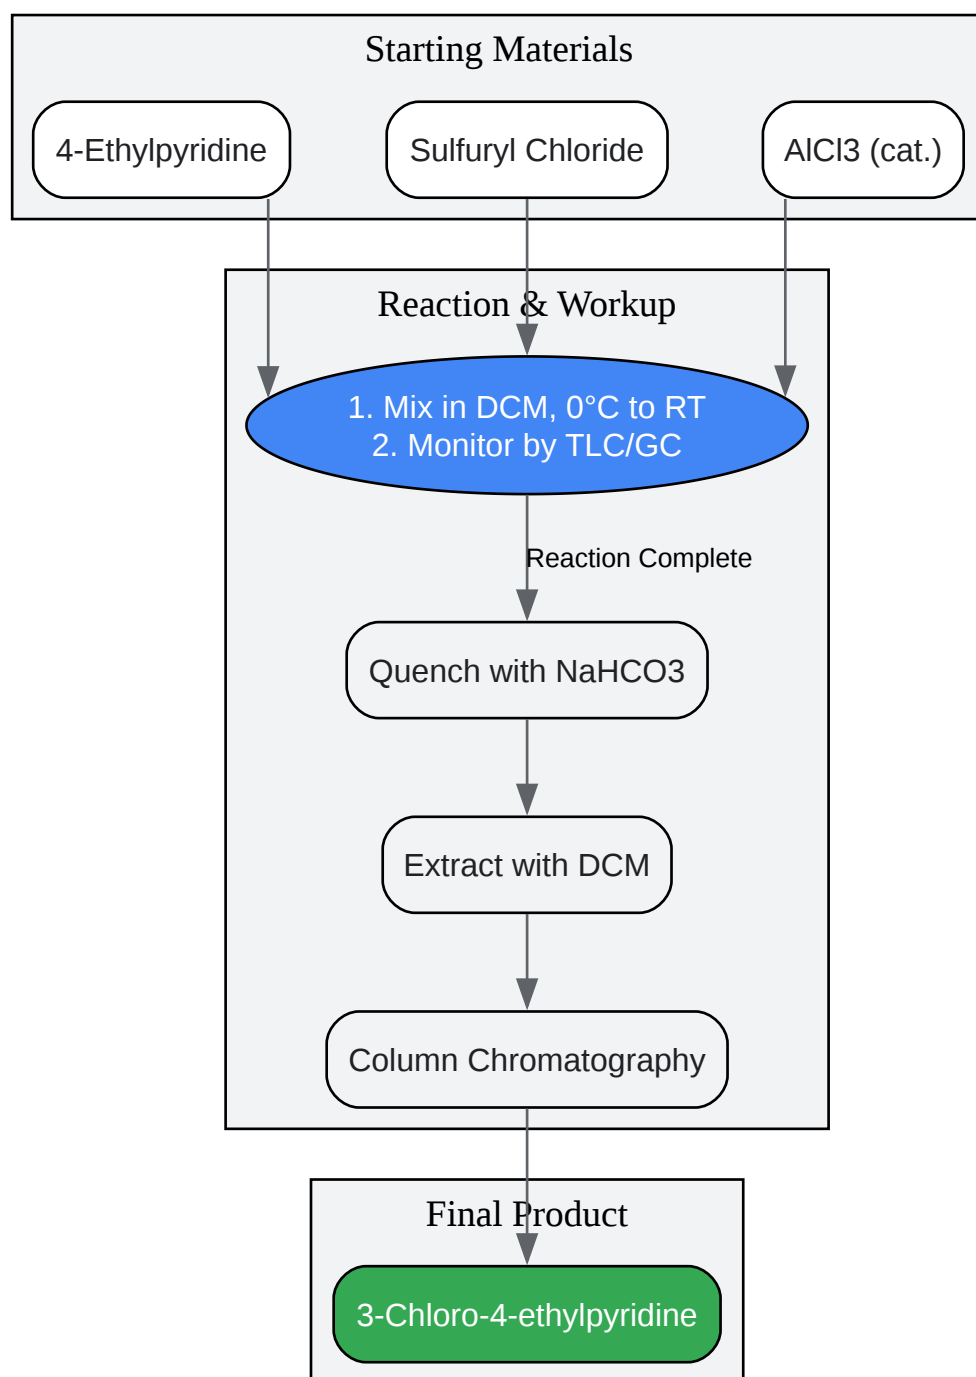 Starting Materials
4-Ethylpyridine
Sulfuryl Chloride
AlCl3 (cat.)
Reaction & Workup
1. Mix in DCM, 0°C to RT
2. Monitor by TLC/GC
Reaction Complete
Quench with NaHCO3
Extract with DCM
Column Chromatography
Final Product
3-Chloro-4-ethylpyridine